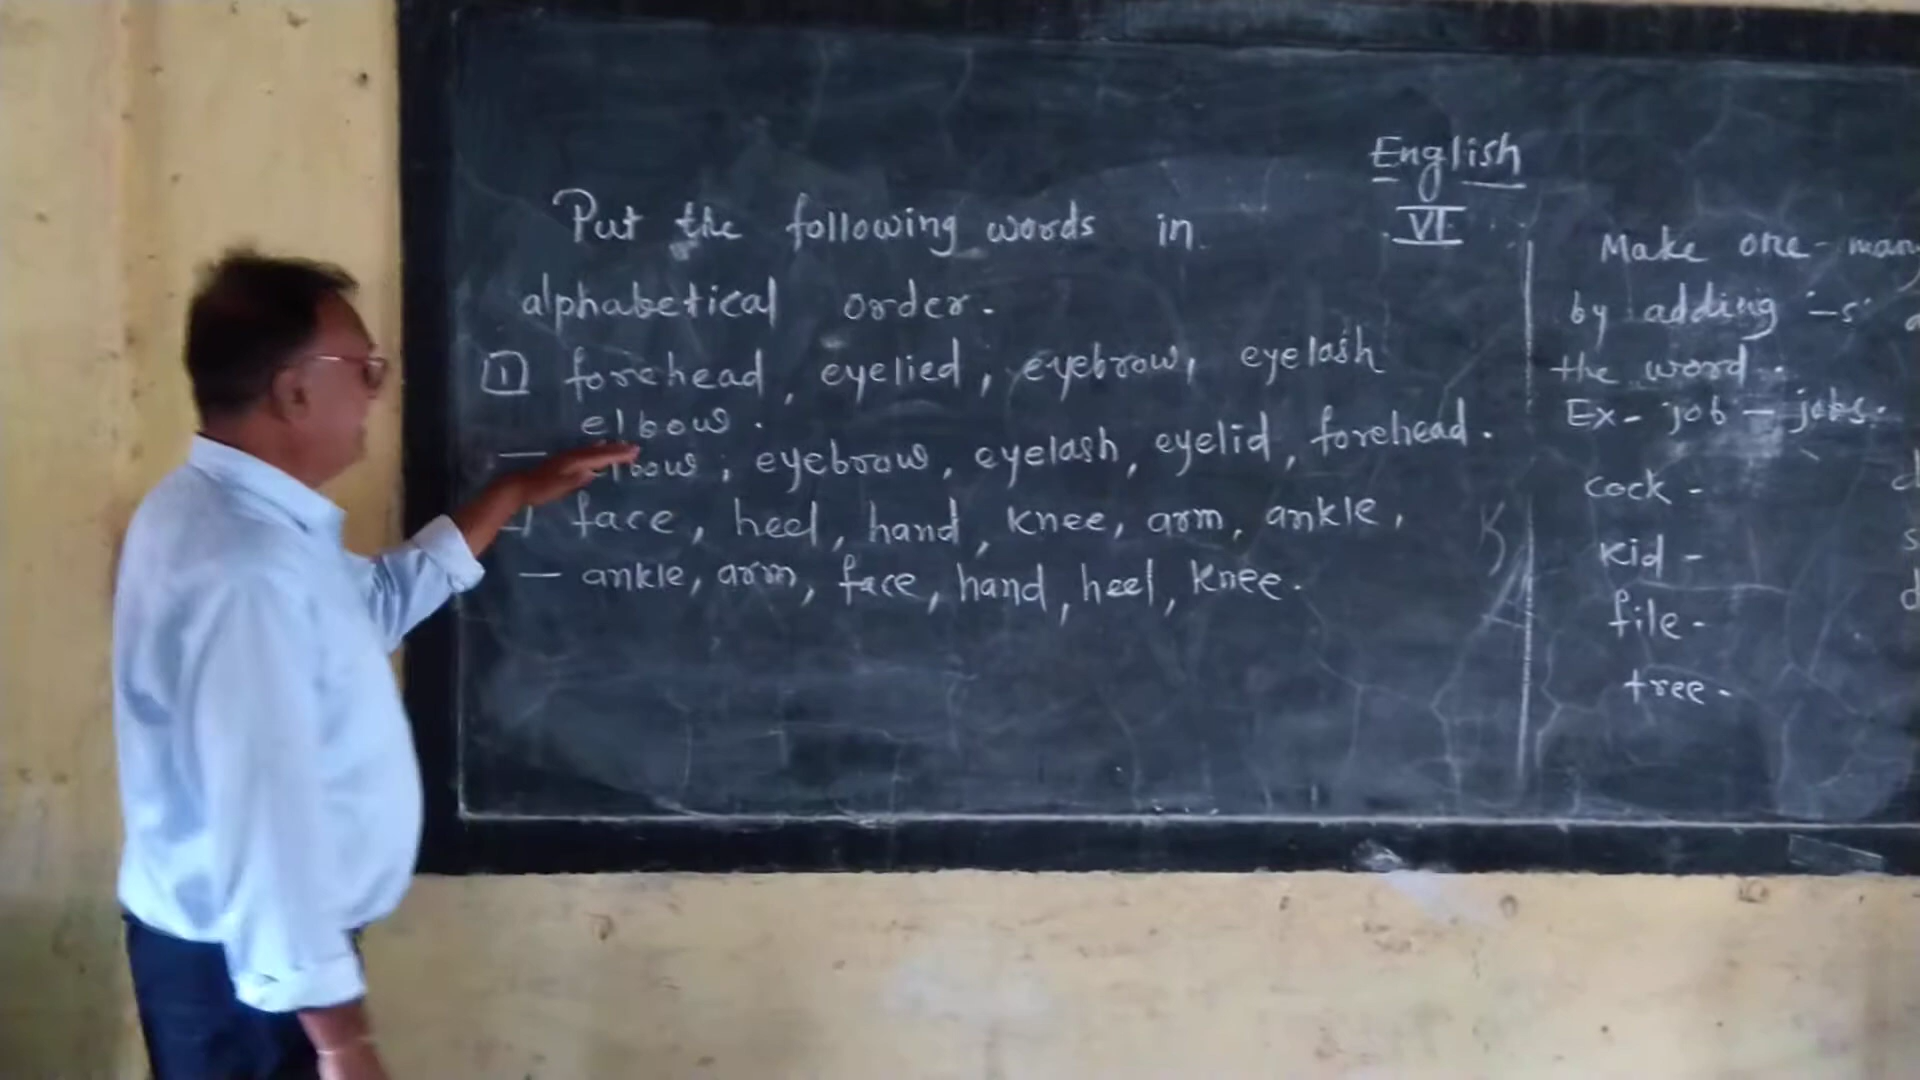 English
VI
Put the following words in
alphabetical order.
1 forehead, eyelied, eyebrow, eyelash
elbow.
— elbow, eyebrow, eyelash, eyelid, forehead.
face, heel, hand, knee, arm, ankle,
— ankle, arm, face, hand, heel, knee.
Make one - many
by adding '-s'
the word.
Ex - job - jobs.
cock -
kid -
file -
tree -